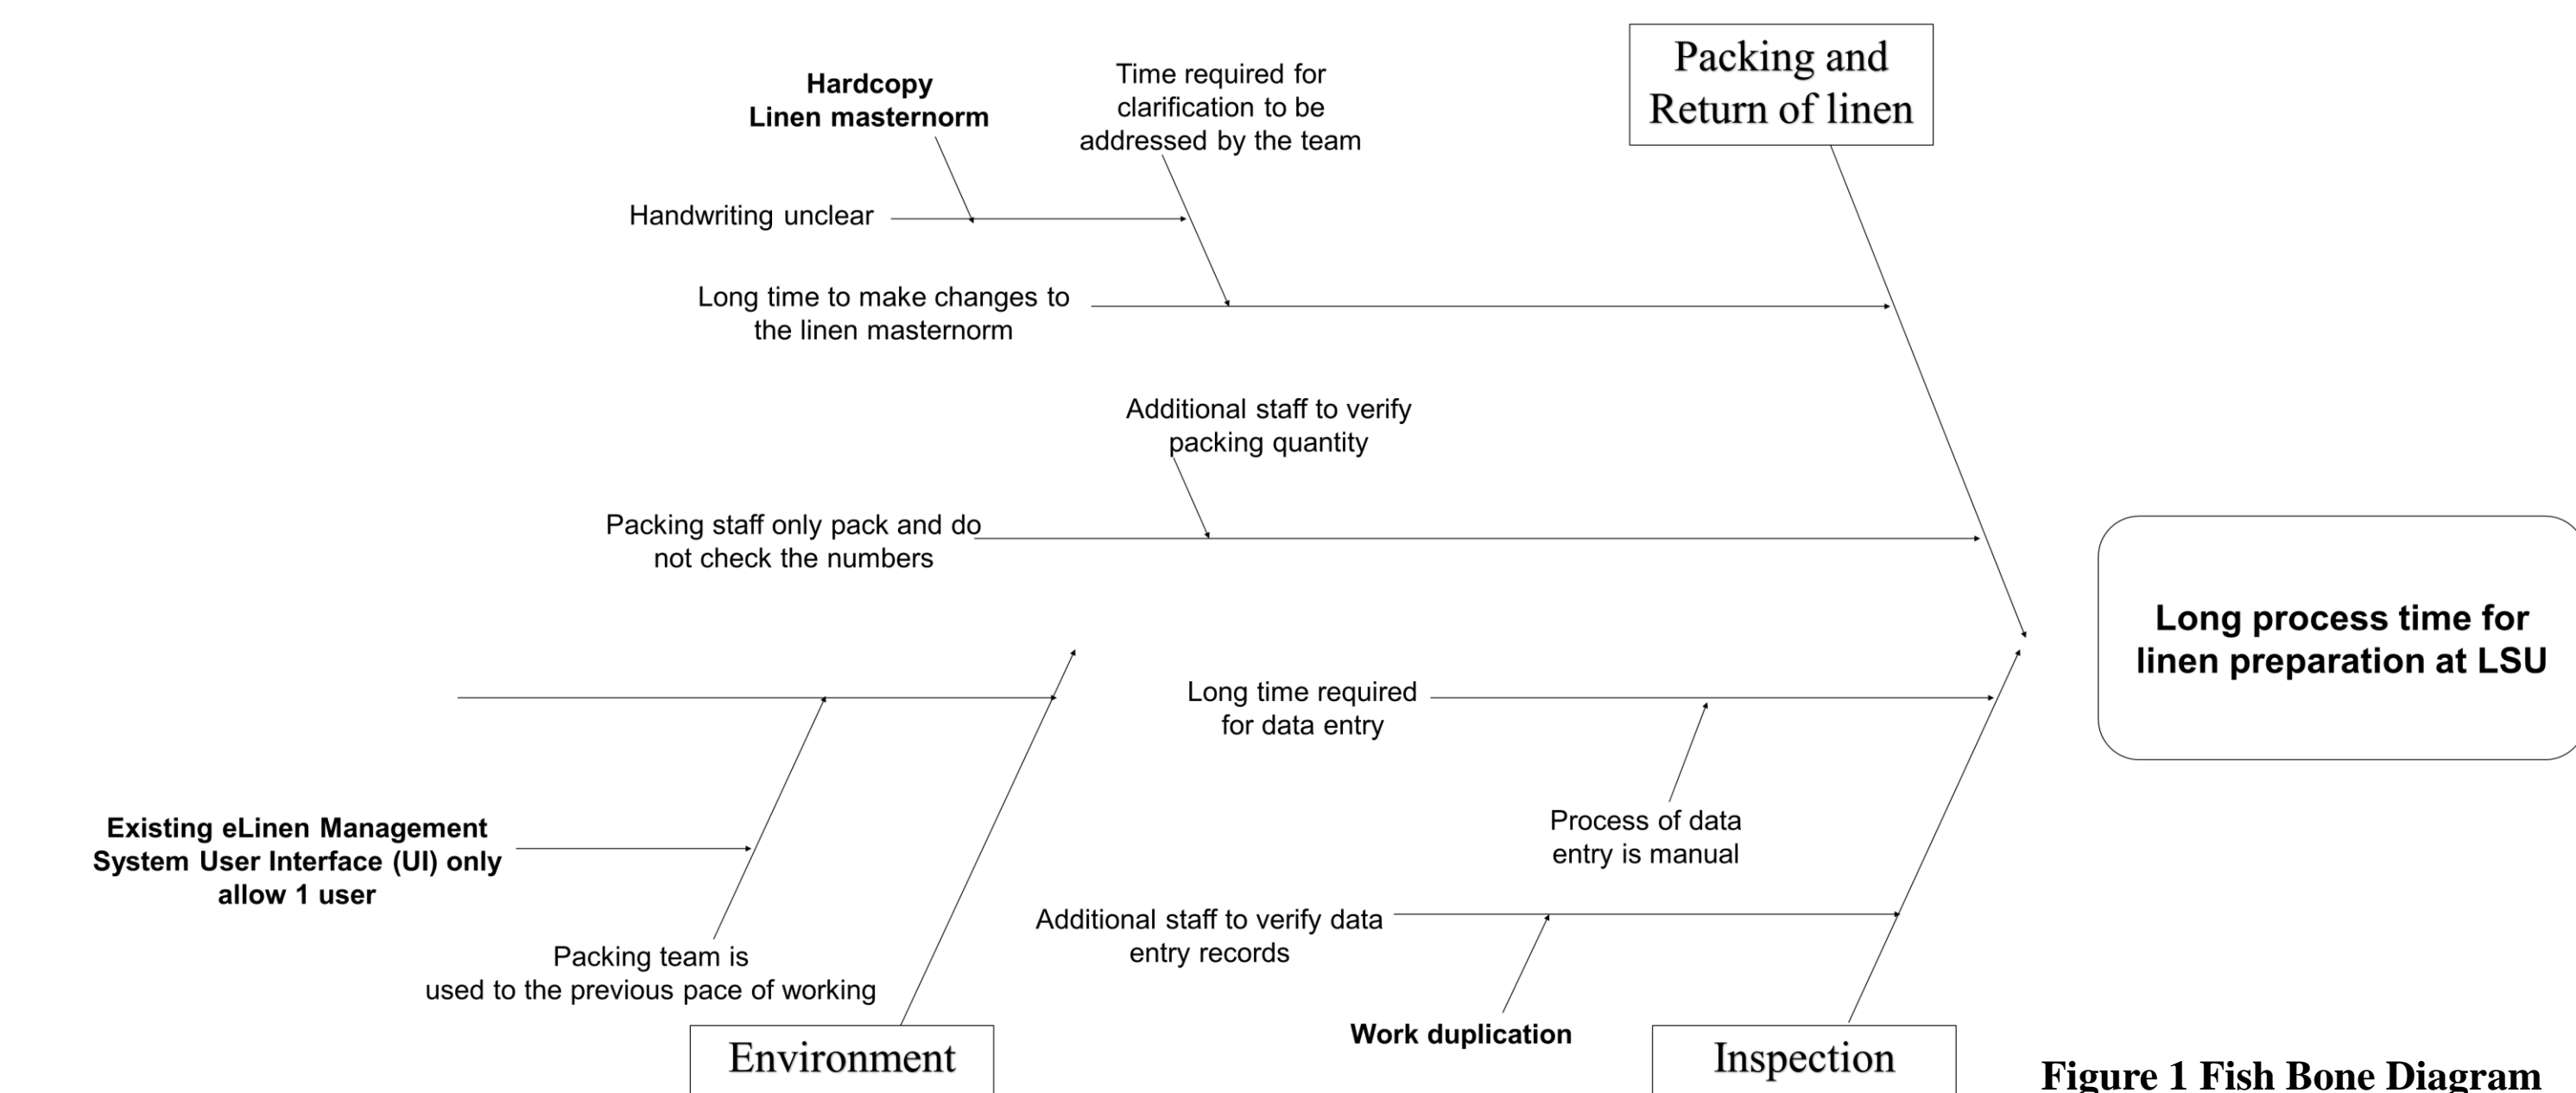 Packing and
Return of linen
Hardcopy
Linen masternorm
Time required for
clarification to be
addressed by the team
Handwriting unclear
Long time to make changes to
the linen masternorm
Additional staff to verify
packing quantity
Packing staff only pack and do
not check the numbers
Long process time for
linen preparation at LSU
Long time required
for data entry
Process of data
entry is manual
Existing eLinen Management
System User Interface (UI) only
allow 1 user
Additional staff to verify data
entry records
Packing team is
used to the previous pace of working
Work duplication
Environment
Inspection
Figure 1 Fish Bone Diagram